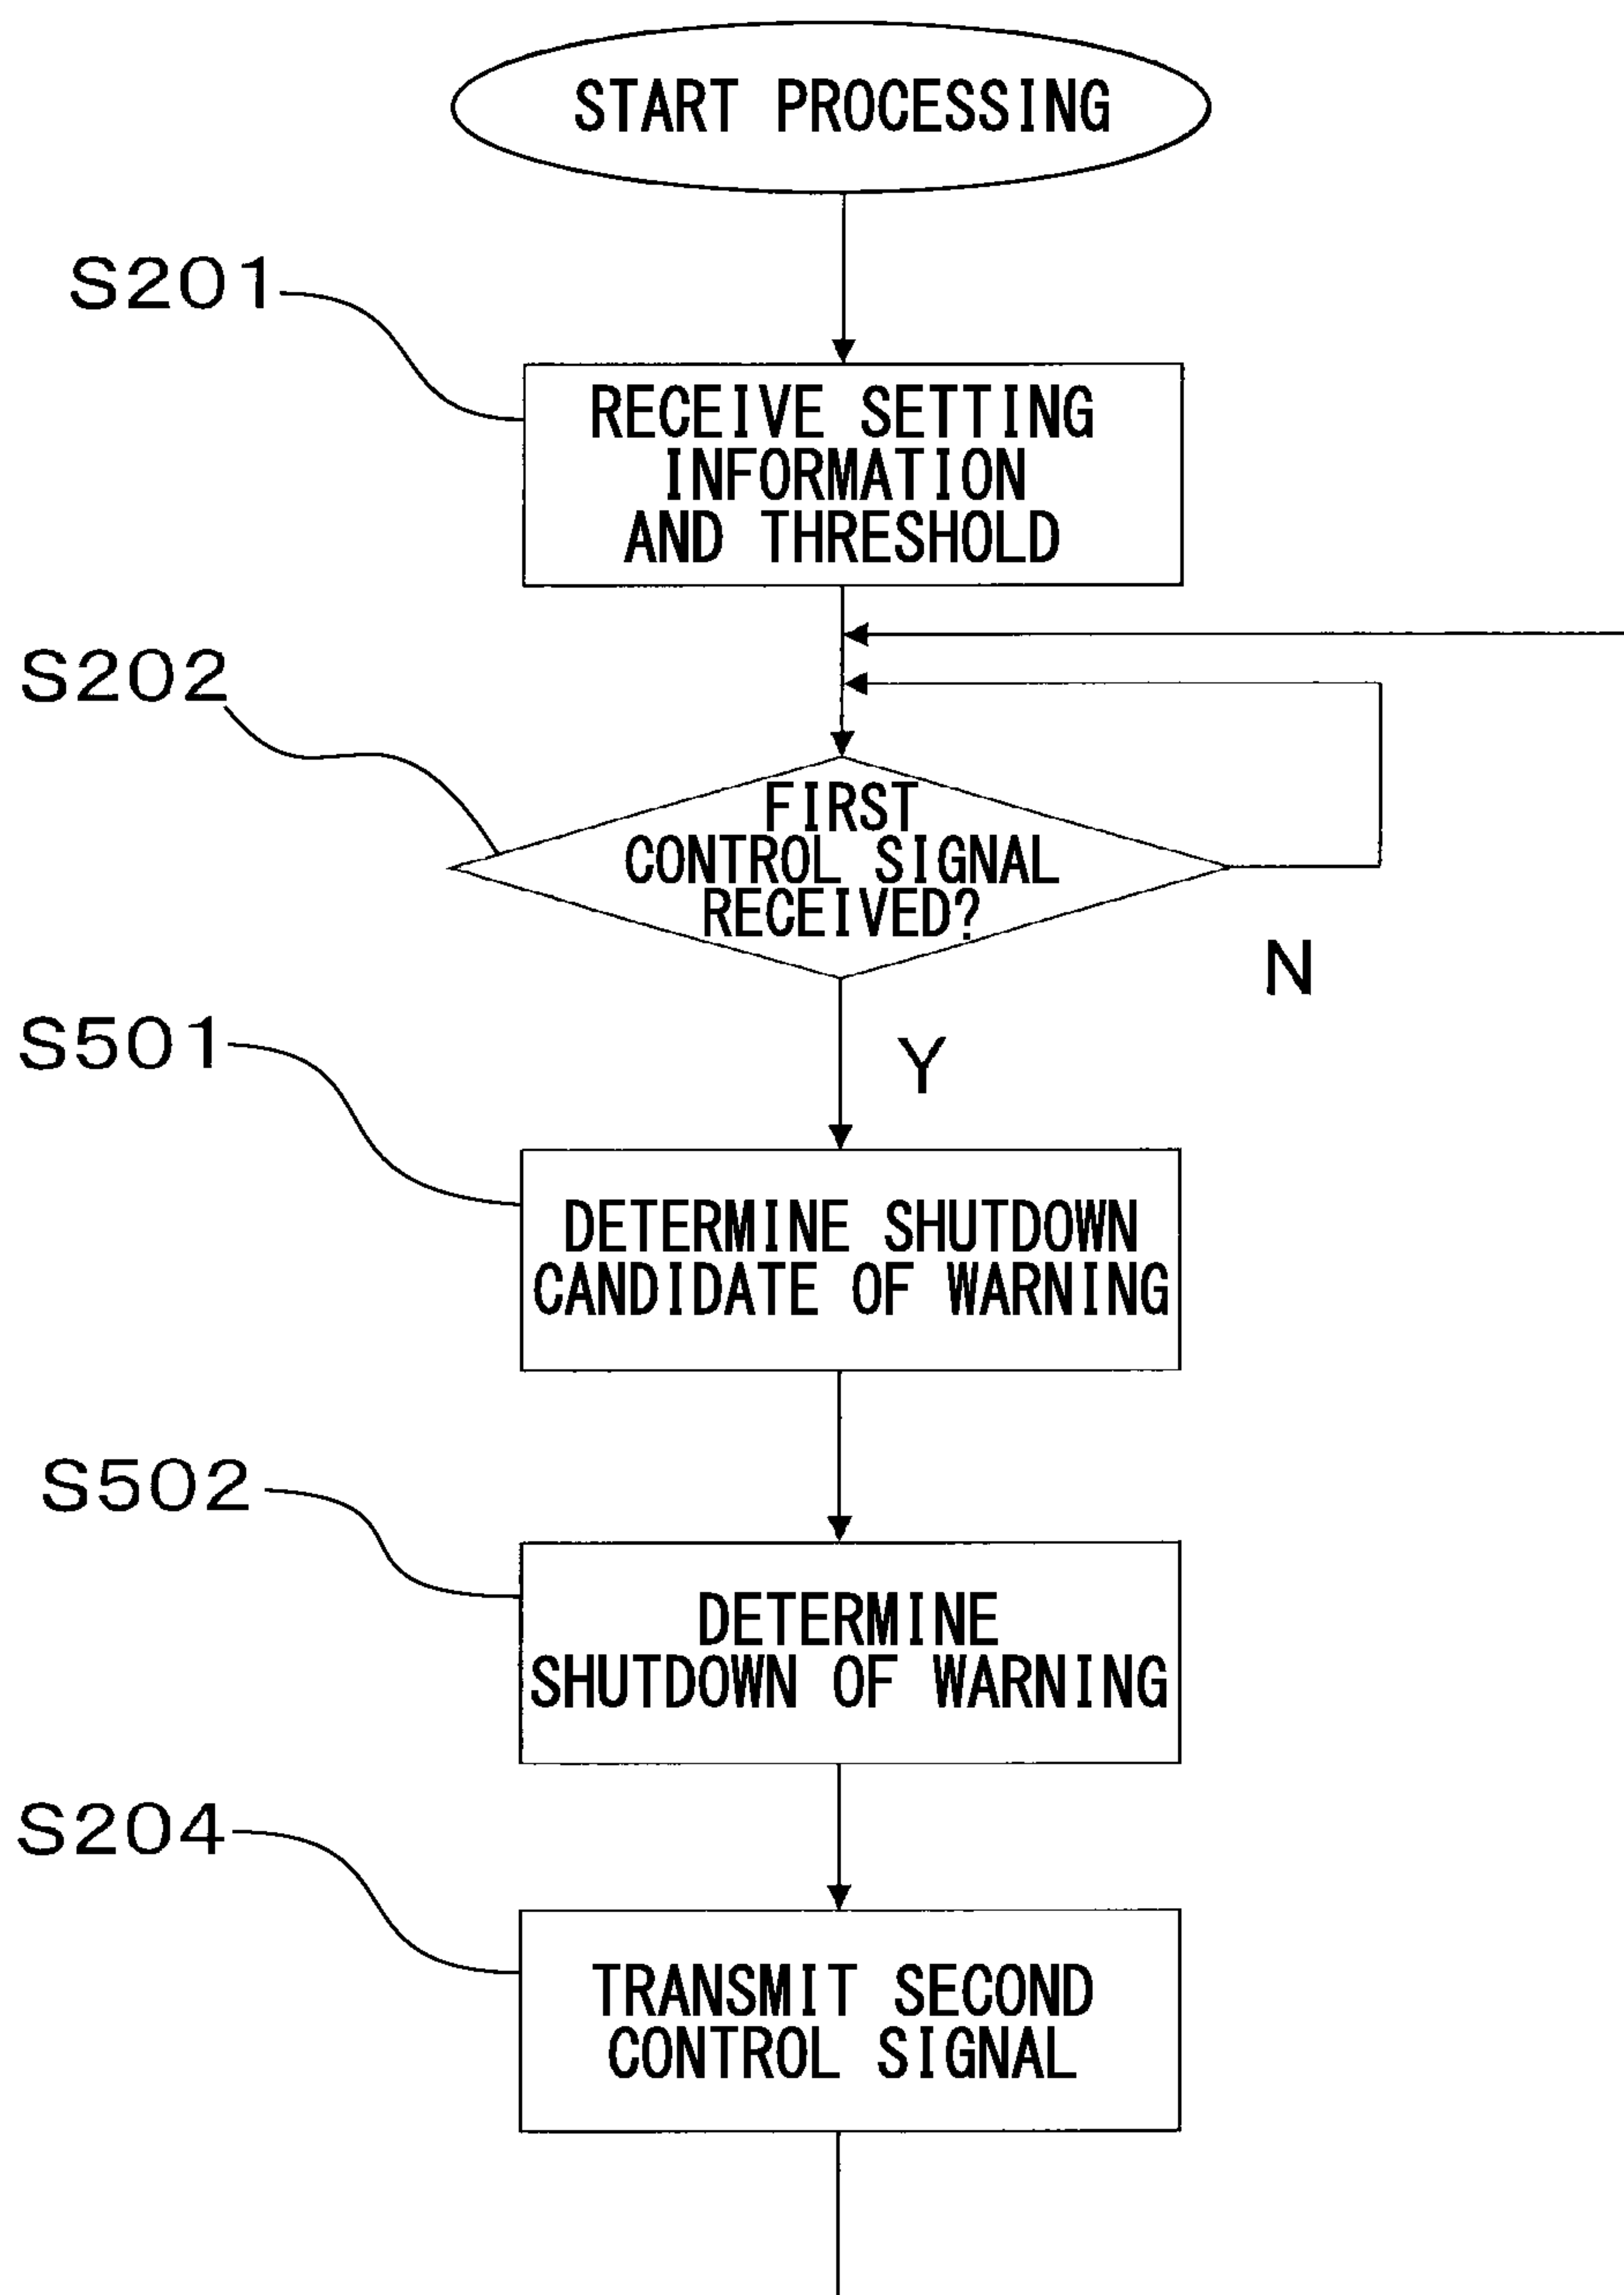 START PROCESSING
S201
RECEIVE SETTING
INFORMATION
AND THRESHOLD
S202
FIRST
CONTROL SIGNAL
RECEIVED?
N
S501
Y
DETERMINE SHUTDOWN
CANDIDATE OF WARNING
S502
DETERMINE
SHUTDOWN OF WARNING
S204
TRANSMIT SECOND
CONTROL SIGNAL